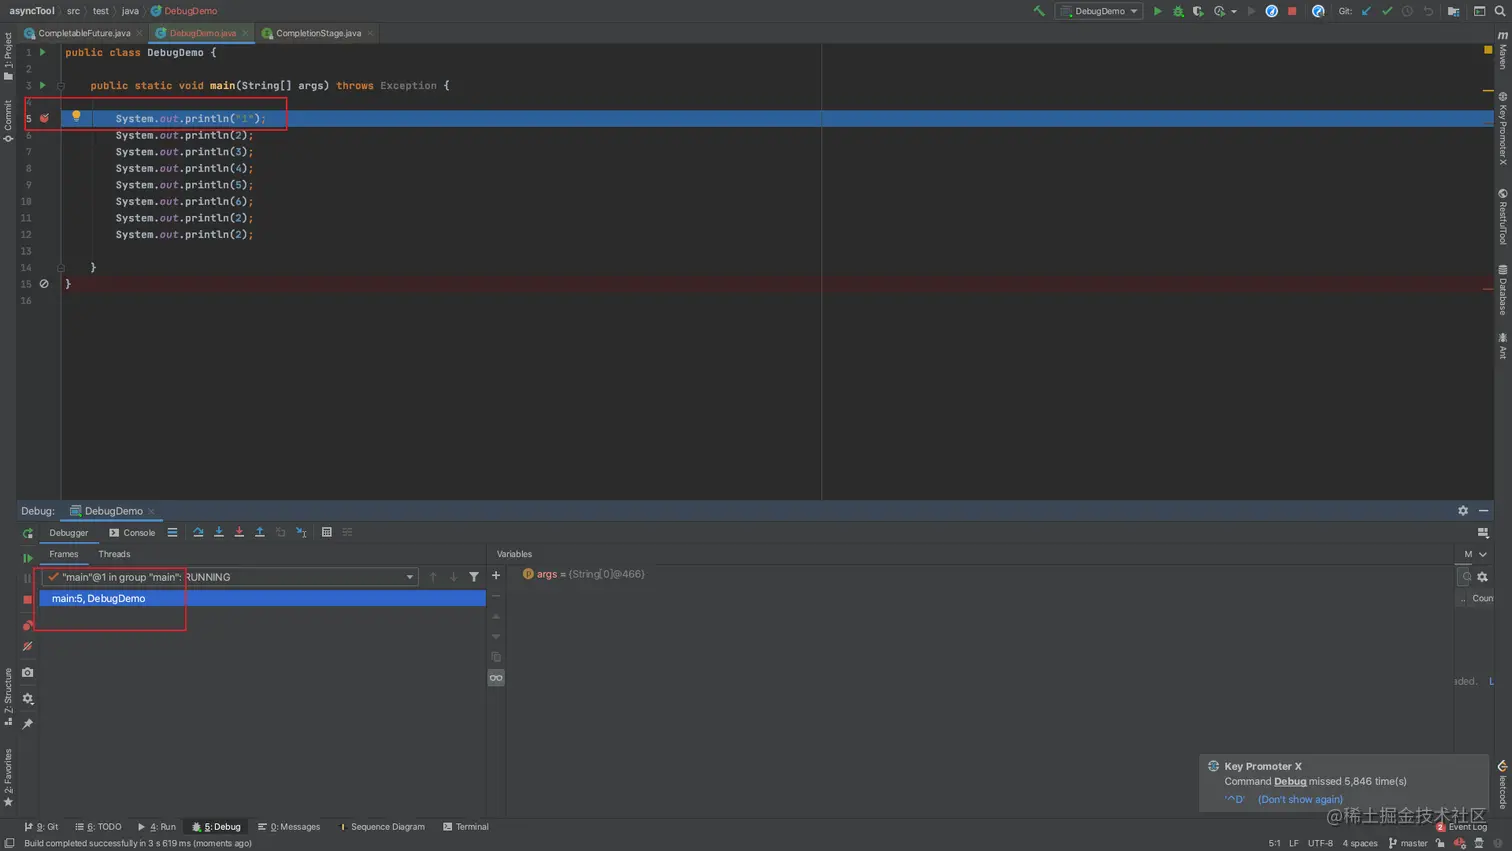 asyncTool src test java DebugDemo
DebugDemo
Git:
CompletableFuture.java DebugDemo.java CompletionStage.java
1 public class DebugDemo {
2
3 public static void main(String[] args) throws Exception {
4
5 System.out.println("1");
6 System.out.println(2);
7 System.out.println(3);
8 System.out.println(4);
9 System.out.println(5);
10 System.out.println(6);
11 System.out.println(2);
12 System.out.println(2);
13
14 }
15 }
16
1: Project
Commit
Z: Structure
2: Favorites
Maven
Key Promoter X
RestfulTool
Database
Ant
leetcode
Debug: DebugDemo
Debugger Console
Frames Threads
Variables
M
"main"@1 in group "main": RUNNING
args = {String[0]@466}
main:5, DebugDemo
.. Coun
aded. L
Key Promoter X
Command Debug missed 5,846 time(s)
'^D' (Don't show again)
@稀土掘金技术社区
9: Git 6: TODO 4: Run 5: Debug 0: Messages Sequence Diagram Terminal
2 Event Log
Build completed successfully in 3 s 619 ms (moments ago)
5:1 LF UTF-8 4 spaces master